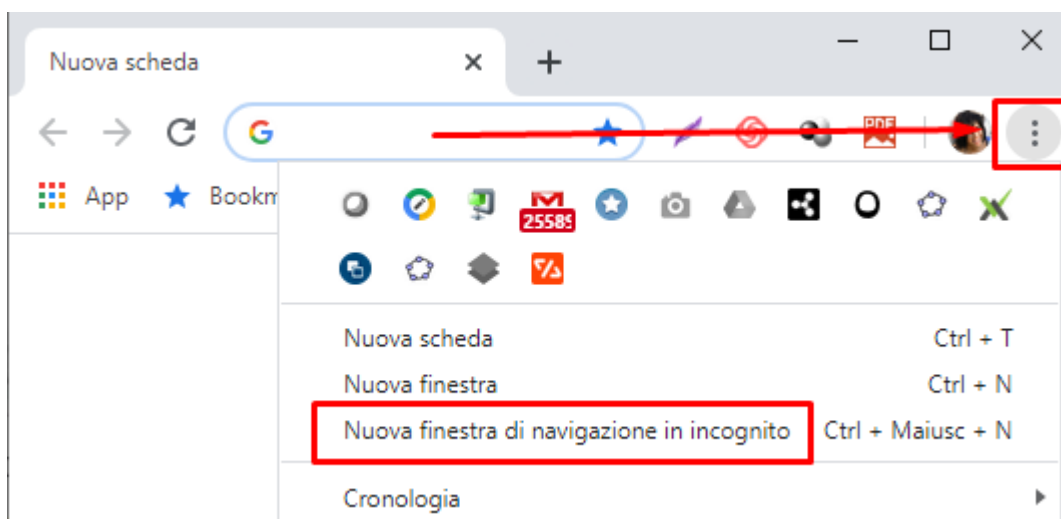 Nuova scheda
G
App Bookm
25589
PDF
Nuova scheda Ctrl + T
Nuova finestra Ctrl + N
Nuova finestra di navigazione in incognito Ctrl + Maiusc + N
Cronologia